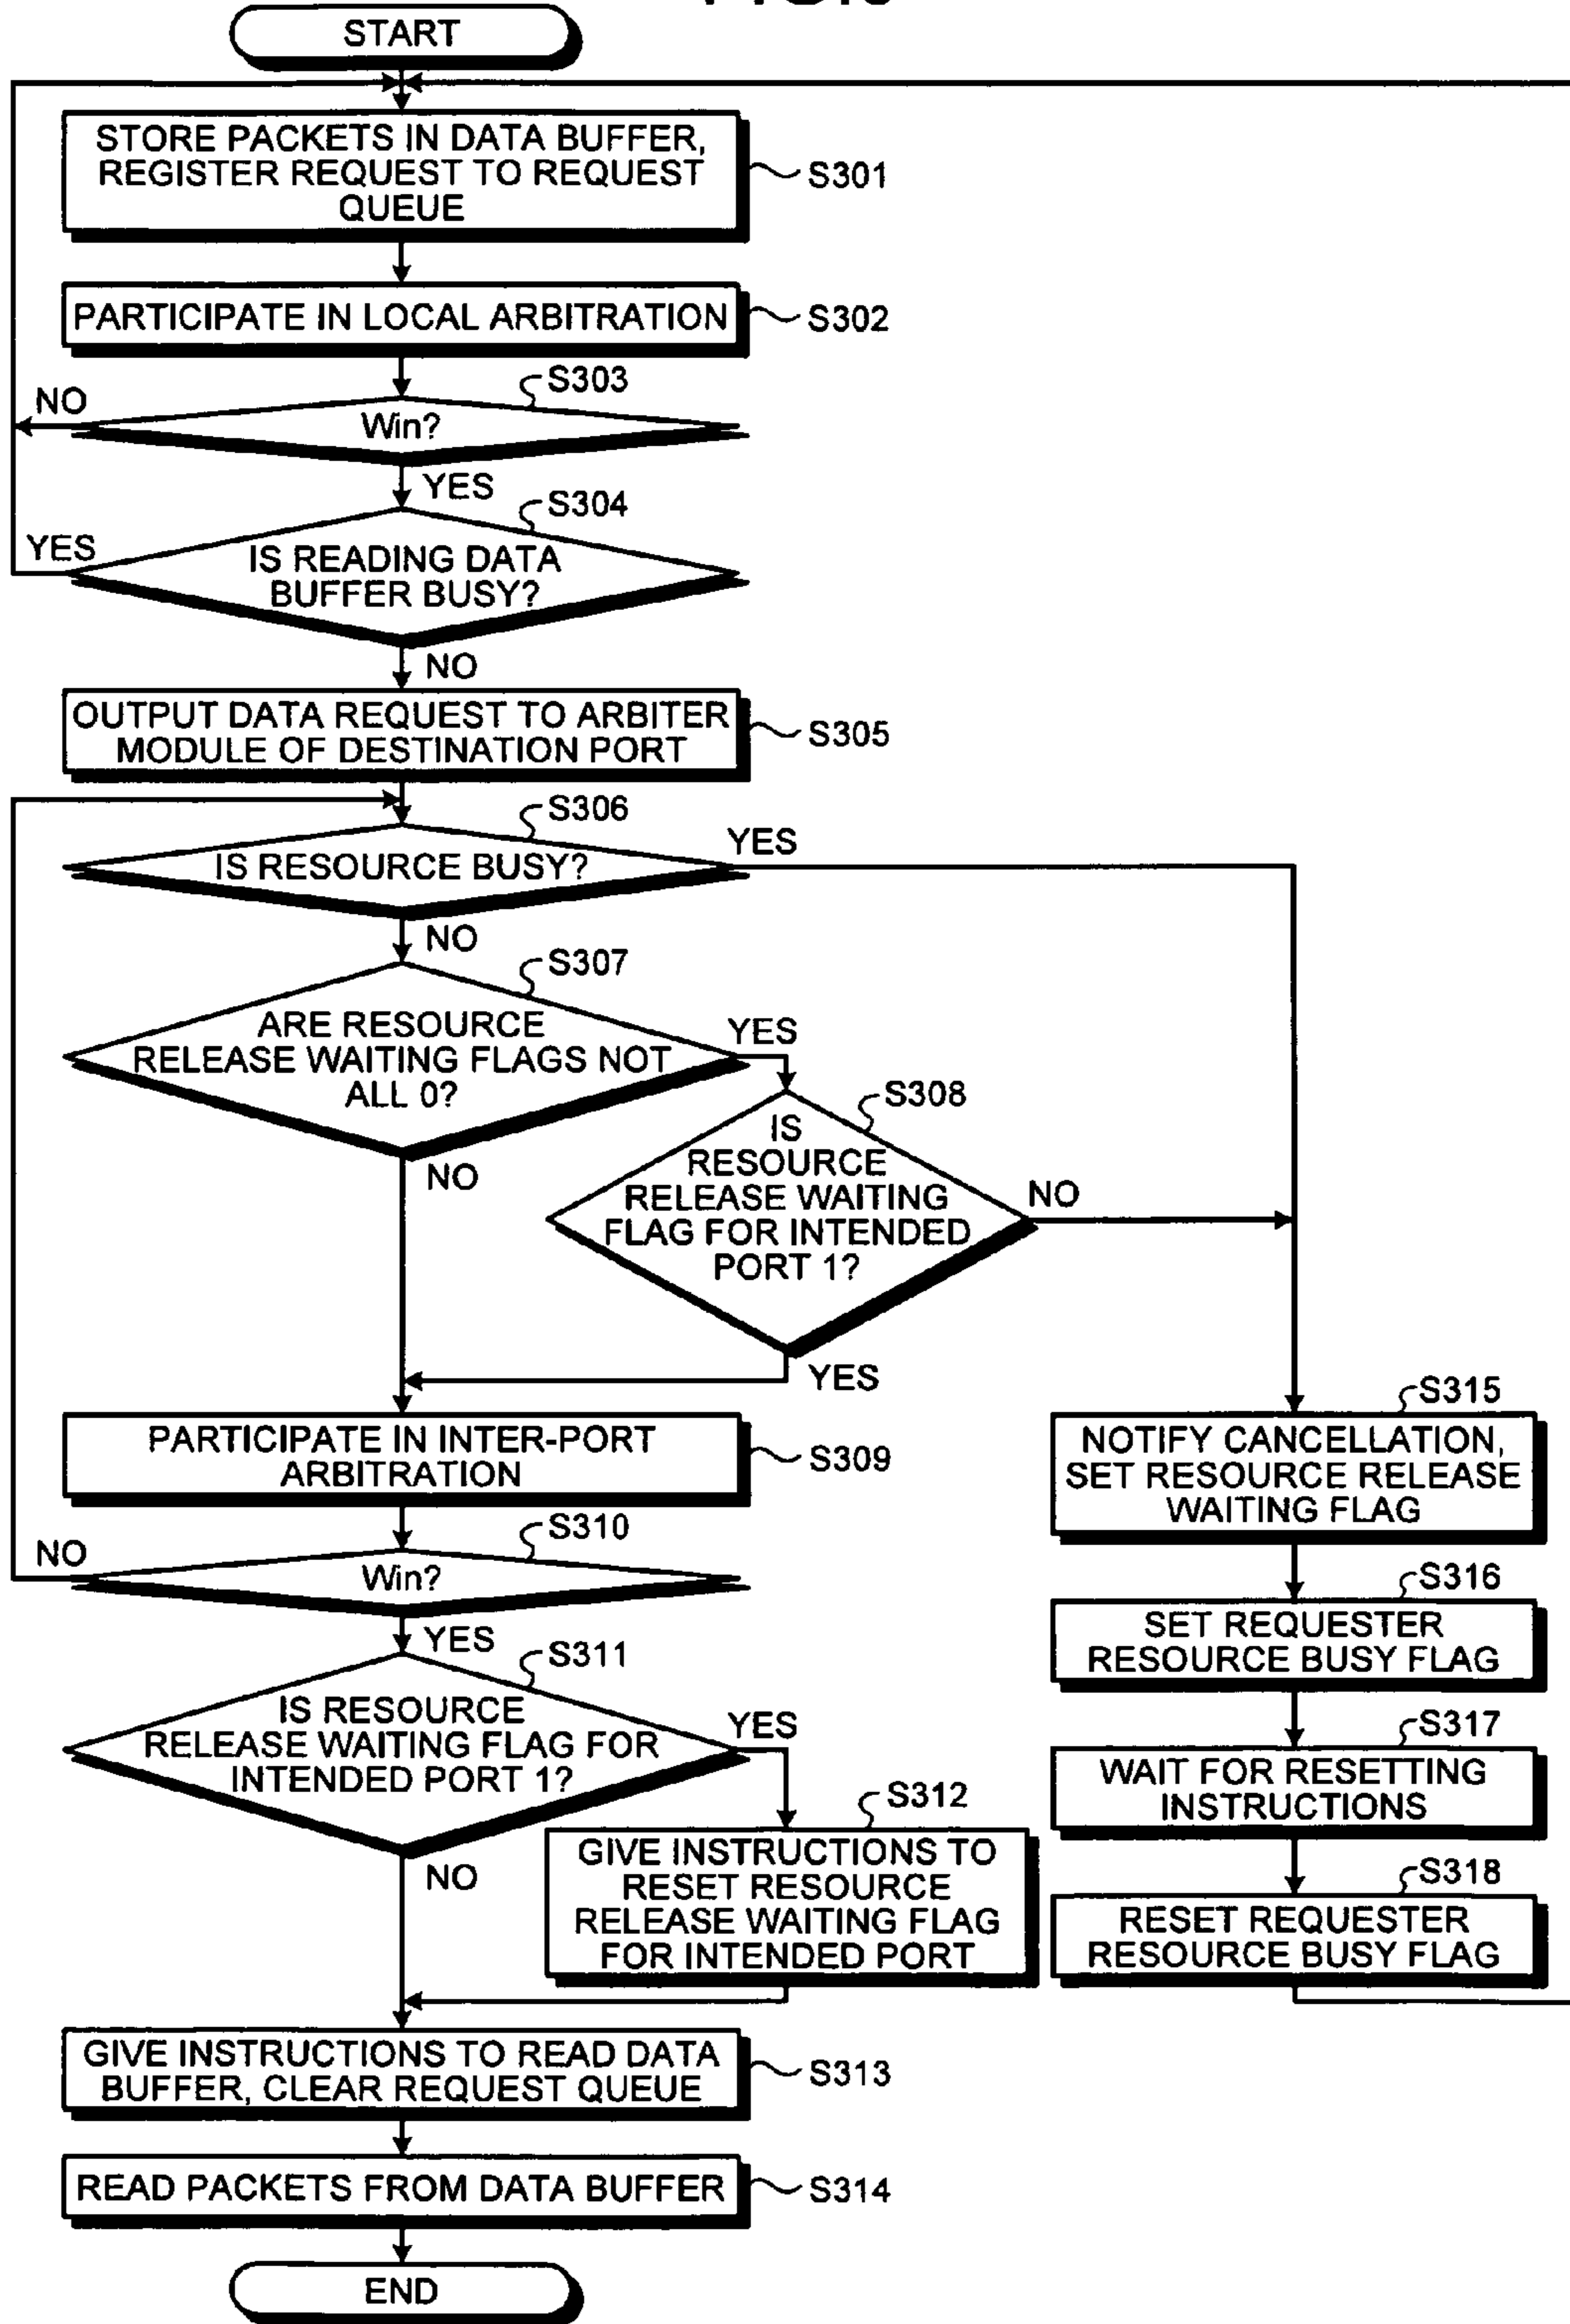 START
STORE PACKETS IN DATA BUFFER,
REGISTER REQUEST TO REQUEST
QUEUE
S301
PARTICIPATE IN LOCAL ARBITRATION
S302
S303
NO
Win?
YES
S304
YES
IS READING DATA
BUFFER BUSY?
NO
OUTPUT DATA REQUEST TO ARBITER
MODULE OF DESTINATION PORT
S305
S306
YES
IS RESOURCE BUSY?
NO
S307
ARE RESOURCE
RELEASE WAITING FLAGS NOT
ALL 0?
YES
S308
IS
RESOURCE
RELEASE WAITING
FLAG FOR INTENDED
PORT 1?
NO
NO
YES
PARTICIPATE IN INTER-PORT
ARBITRATION
S309
S310
NO
Win?
YES
S311
IS RESOURCE
RELEASE WAITING FLAG FOR
INTENDED PORT 1?
YES
S312
GIVE INSTRUCTIONS TO
RESET RESOURCE
RELEASE WAITING FLAG
FOR INTENDED PORT
NO
GIVE INSTRUCTIONS TO READ DATA
BUFFER, CLEAR REQUEST QUEUE
S313
READ PACKETS FROM DATA BUFFER
S314
END
S315
NOTIFY CANCELLATION,
SET RESOURCE RELEASE
WAITING FLAG
S316
SET REQUESTER
RESOURCE BUSY FLAG
S317
WAIT FOR RESETTING
INSTRUCTIONS
S318
RESET REQUESTER
RESOURCE BUSY FLAG